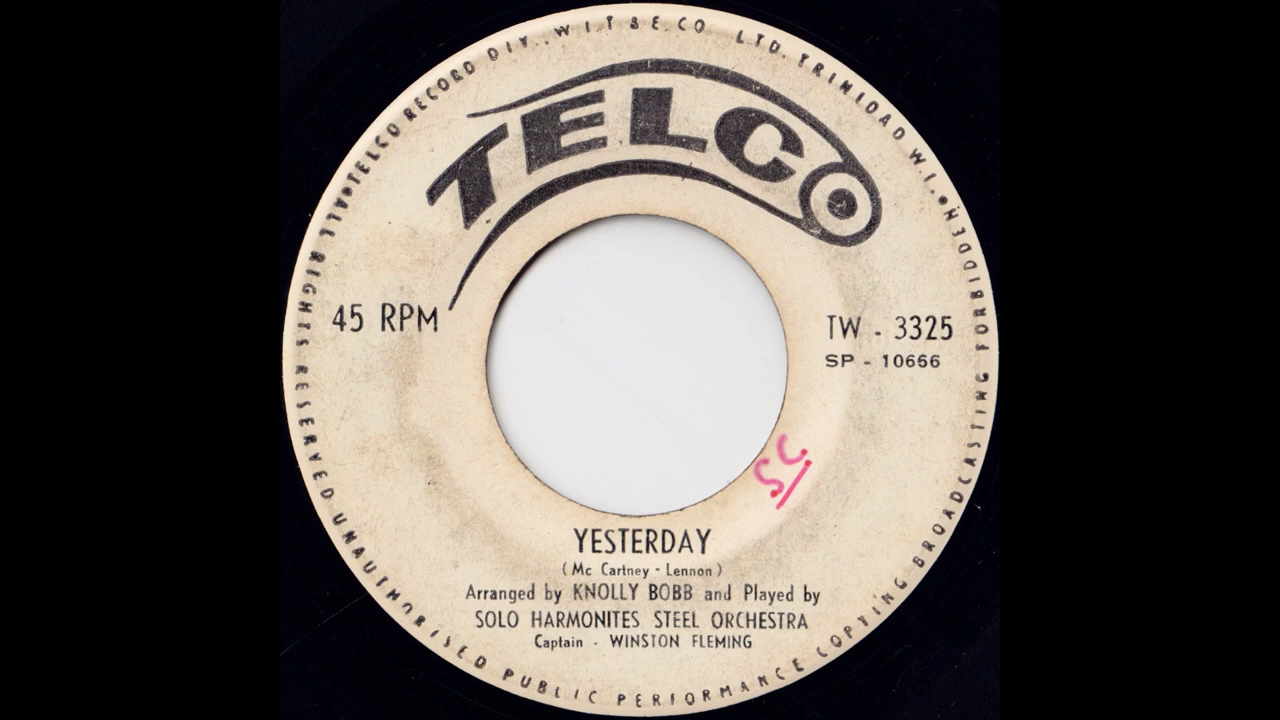 TELCO RECORD DIV. WITSE. CO LTD. TRINIDAD W.I.
TELCO
45 RPM
TW - 3325
SP - 10666
SC
YESTERDAY
( Mc Cartney - Lennon )
Arranged by KNOLLY BOBB and Played by
SOLO HARMONITES STEEL ORCHESTRA
Captain - WINSTON FLEMING
ALL RIGHTS RESERVED UNAUTHORISED PUBLIC PERFORMANCE COPYING BROADCASTING FORBIDDEN